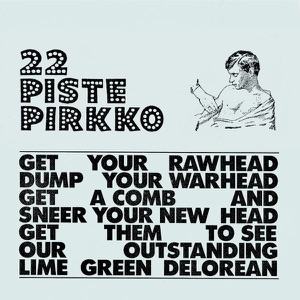 22
PISTE
PIRKKO
GET YOUR RAWHEAD
DUMP YOUR WARHEAD
GET A COMB AND
SNEER YOUR NEW HEAD
GET THEM TO SEE
OUR OUTSTANDING
LIME GREEN DELOREAN